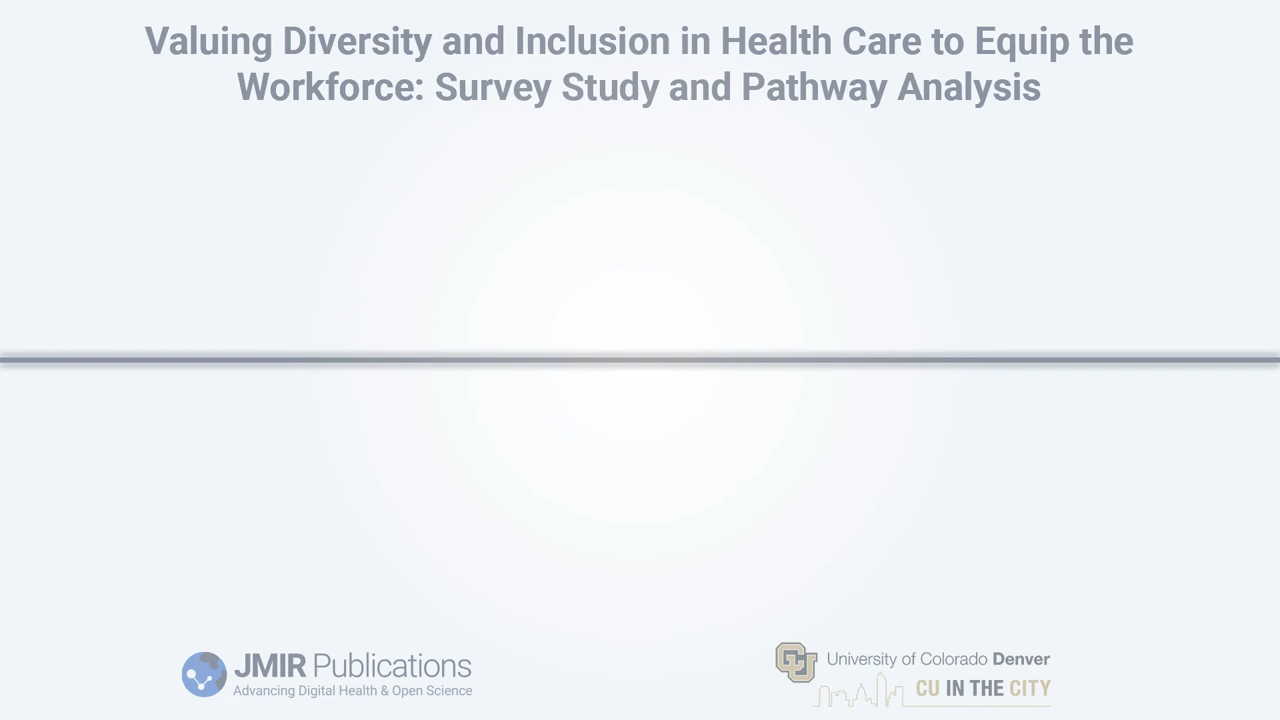 Valuing Diversity and Inclusion in Health Care to Equip the
Workforce: Survey Study and Pathway Analysis
JMIR Publications
Advancing Digital Health & Open Science
CU
University of Colorado Denver
CU IN THE CITY